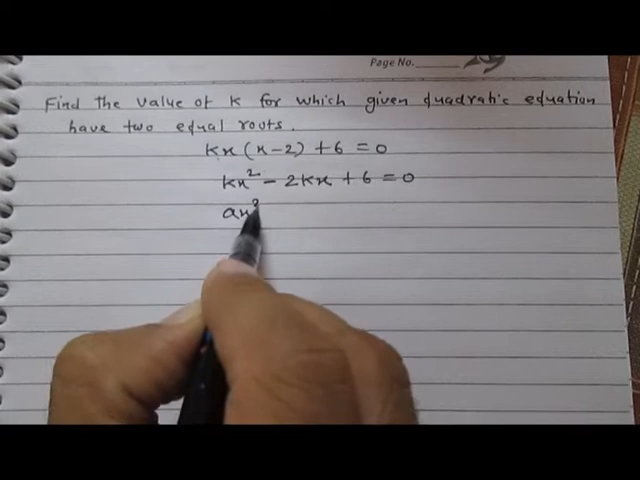 Page No.
Find the value of K for which given quadratic equation
have two equal roots.
Kx (x-2) +6 = 0
Kx² - 2Kx + 6 = 0
ax²